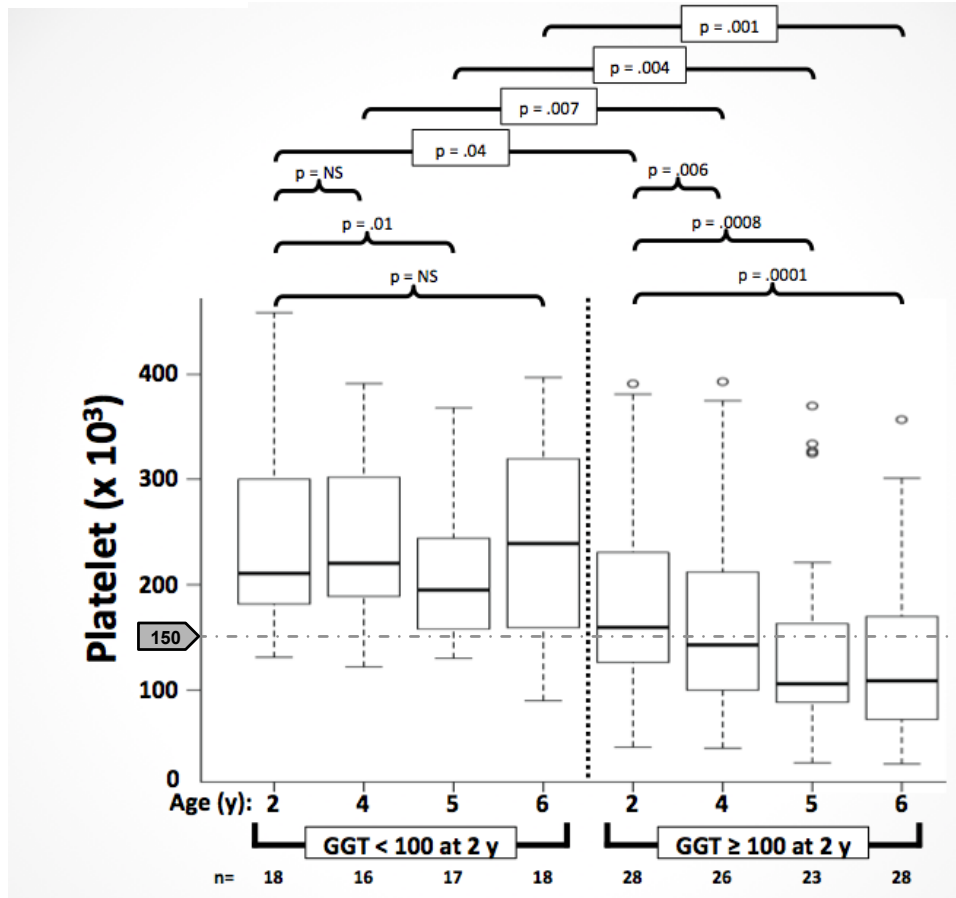 p = .001
p = .004
p = .007
p = .04
p = NS
p = .006
p = .01
p = .0008
p = NS
p = .0001
Platelet (x 10³)
400
300
200
150
100
0
Age (y): 2 4 5 6 2 4 5 6
GGT < 100 at 2 y GGT ≥ 100 at 2 y
n= 18 16 17 18 28 26 23 28